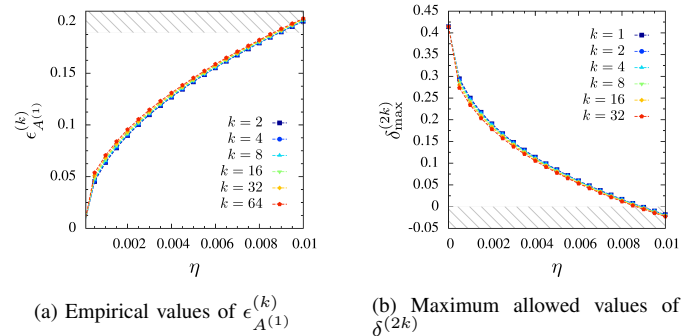 0.2
0.15
0.1
0.05
0
0.002 0.004 0.006 0.008 0.01
ϵ_{A^{(1)}}^{(k)}
η
k = 2
k = 4
k = 8
k = 16
k = 32
k = 64
(a) Empirical values of ϵ_{A^{(1)}}^{(k)}
0.45
0.4
0.35
0.3
0.25
0.2
0.15
0.1
0.05
0
-0.05
0 0.002 0.004 0.006 0.008 0.01
δ_{max}^{(2k)}
η
k = 1
k = 2
k = 4
k = 8
k = 16
k = 32
(b) Maximum allowed values of
δ^{(2k)}